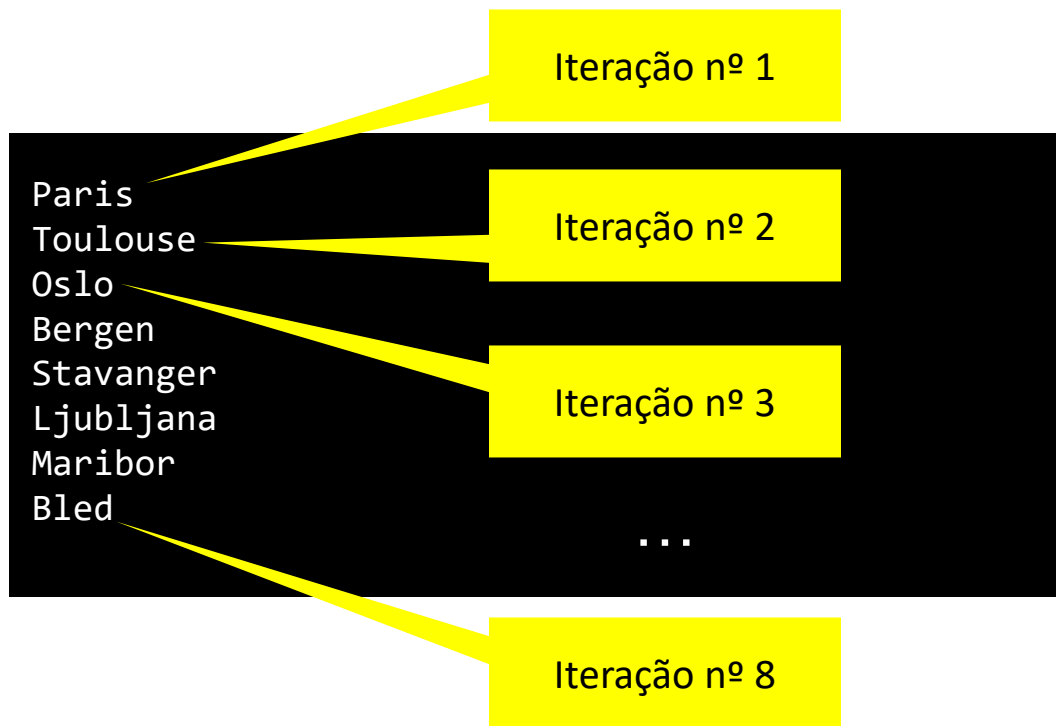 Iteração nº 1
Paris
Toulouse
Iteração nº 2
Oslo
Bergen
Stavanger
Iteração nº 3
Ljubljana
Maribor
Bled
...
Iteração nº 8